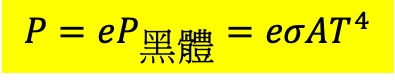 P = eP黑體 = eσAT⁴